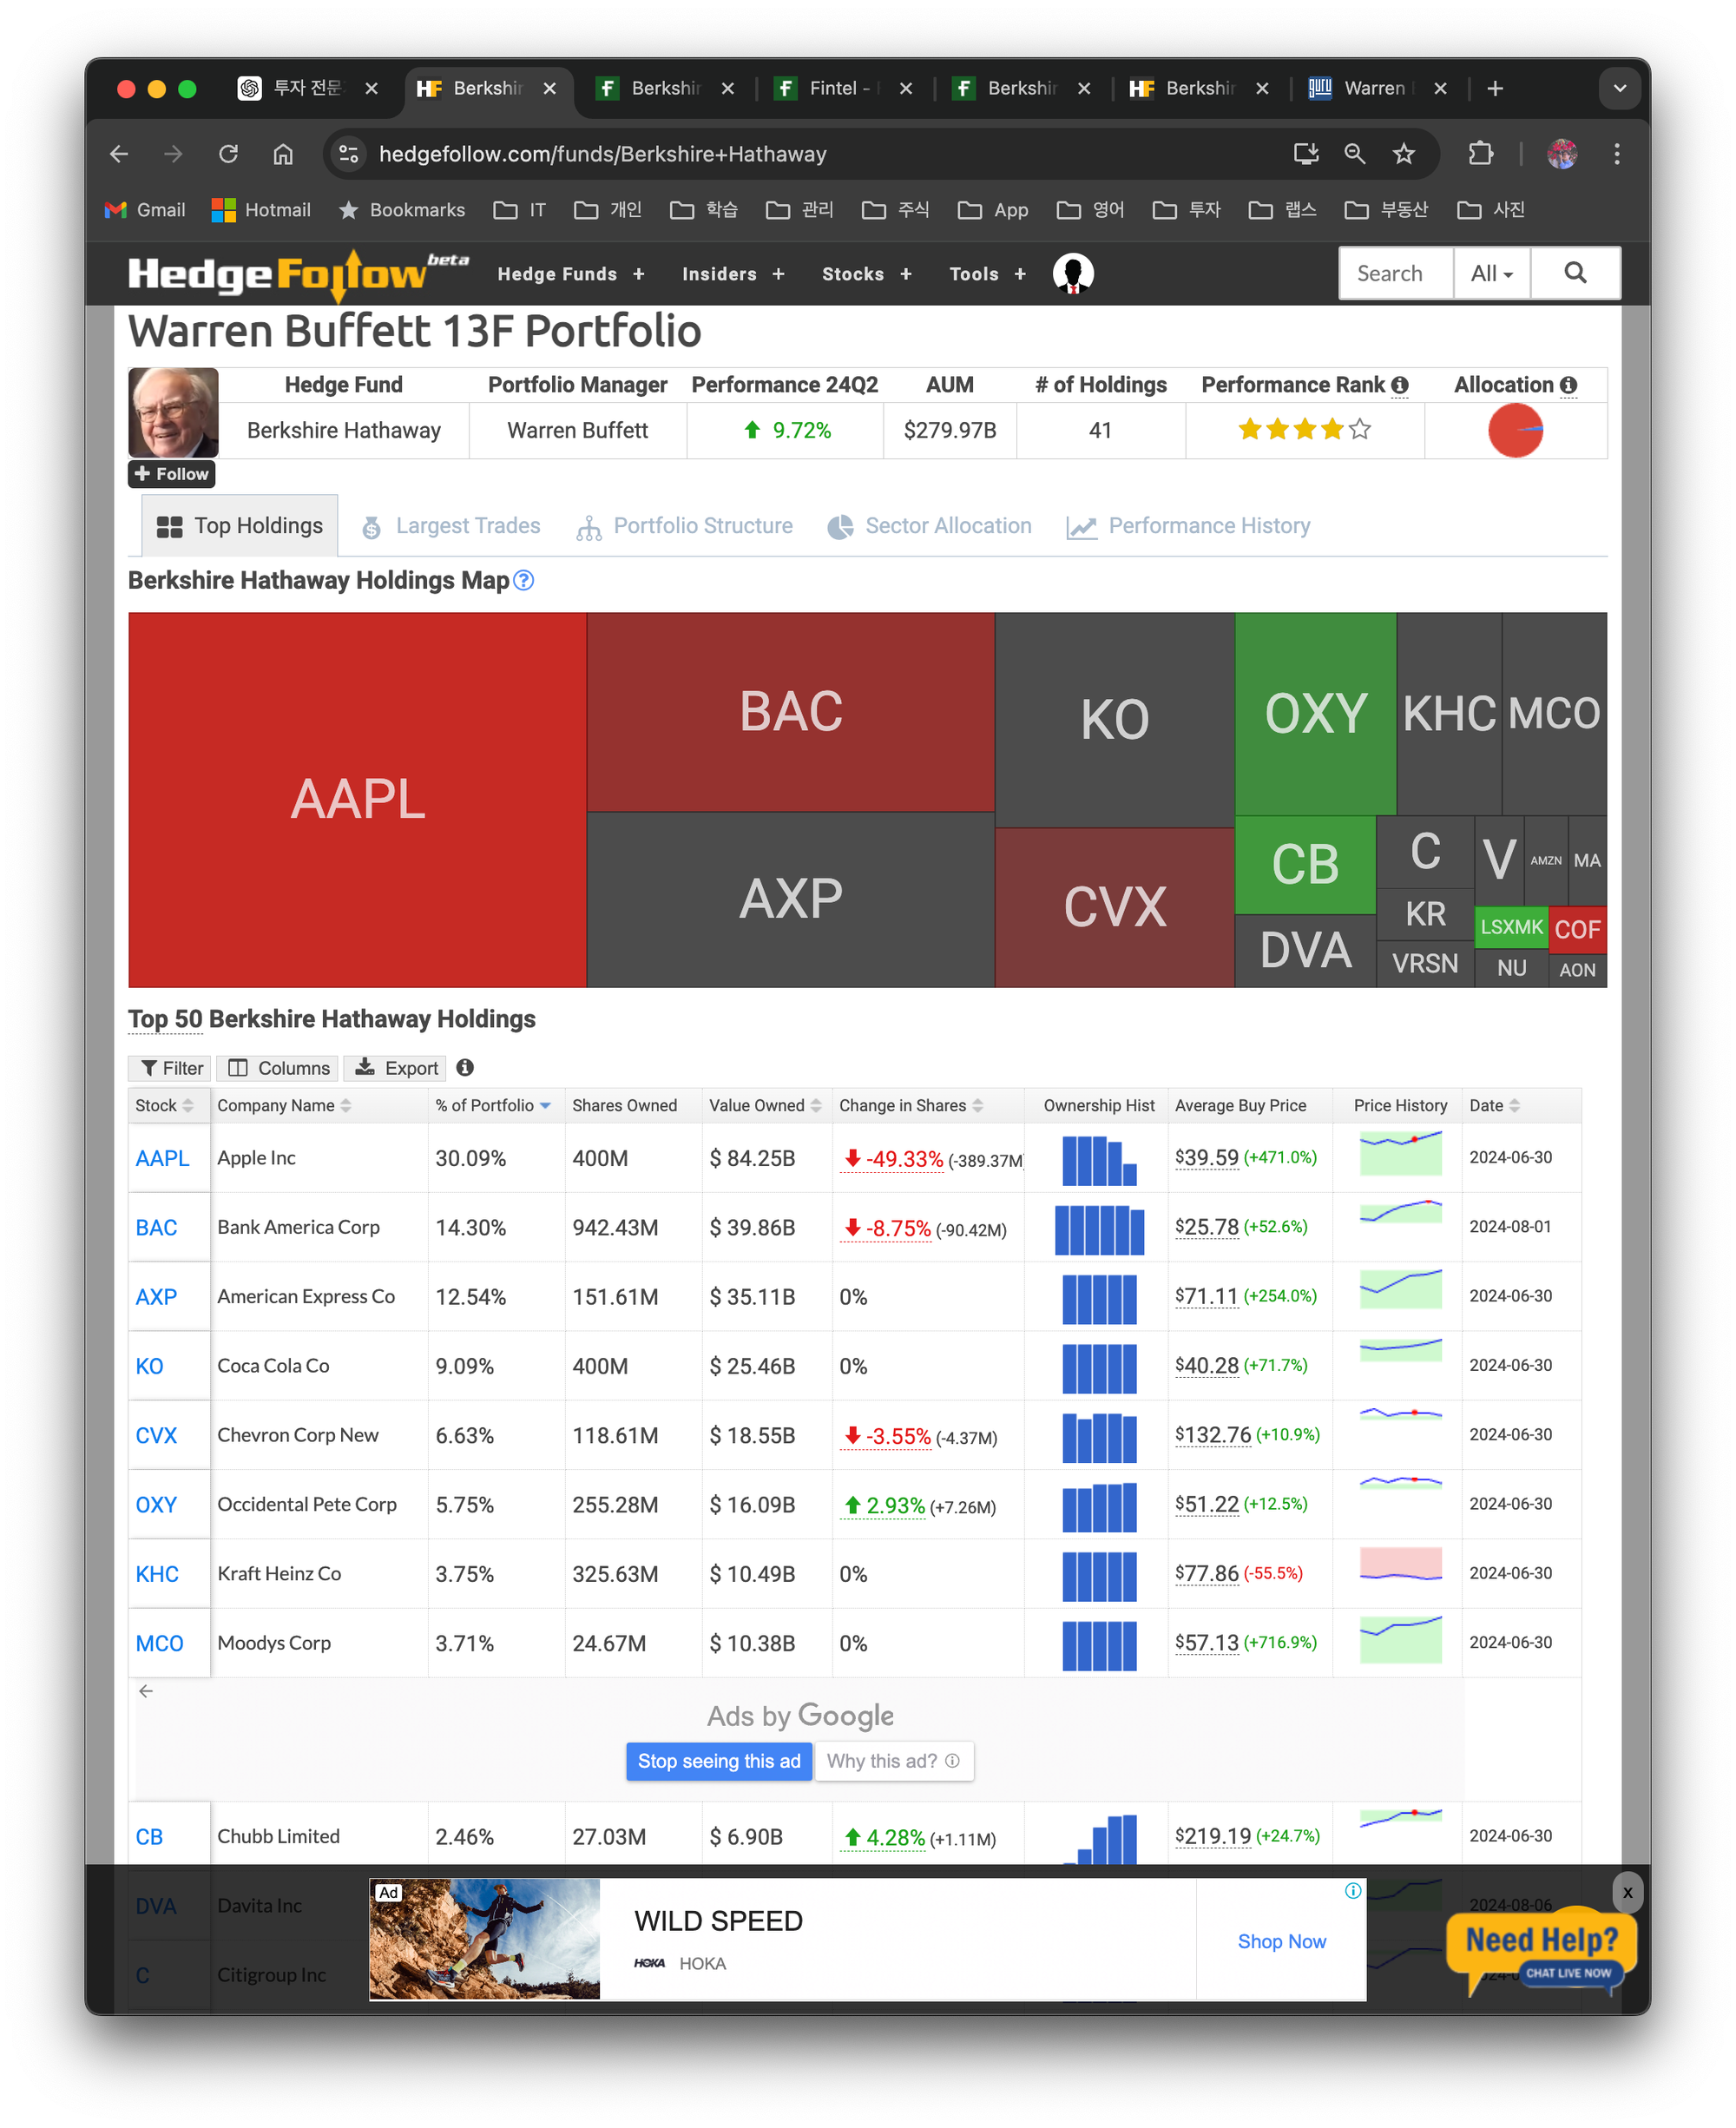 투자 전문
Berkshir
Berkshir
Fintel -
Berkshir
Berkshir
guru Warren
hedgefollow.com/funds/Berkshire+Hathaway
Gmail Hotmail Bookmarks IT 개인 학습 관리 주식 App 영어 투자 랩스 부동산 사진
HedgeFollow beta Hedge Funds + Insiders + Stocks + Tools + Search All
Warren Buffett 13F Portfolio
Hedge Fund Portfolio Manager Performance 24Q2 AUM # of Holdings Performance Rank Allocation
Berkshire Hathaway Warren Buffett 9.72% $279.97B 41
+ Follow
Top Holdings Largest Trades Portfolio Structure Sector Allocation Performance History
Berkshire Hathaway Holdings Map ?
AAPL
BAC
AXP
KO
CVX
OXY
KHC
MCO
CB
DVA
C
KR
VRSN
V
AMZN
MA
LSXMK
COF
NU
AON
Top 50 Berkshire Hathaway Holdings
Filter Columns Export
Stock Company Name % of Portfolio Shares Owned Value Owned Change in Shares Ownership Hist Average Buy Price Price History Date
AAPL Apple Inc 30.09% 400M $ 84.25B -49.33% (-389.37M $39.59 (+471.0%) 2024-06-30
BAC Bank America Corp 14.30% 942.43M $ 39.86B -8.75% (-90.42M) $25.78 (+52.6%) 2024-08-01
AXP American Express Co 12.54% 151.61M $ 35.11B 0% $71.11 (+254.0%) 2024-06-30
KO Coca Cola Co 9.09% 400M $ 25.46B 0% $40.28 (+71.7%) 2024-06-30
CVX Chevron Corp New 6.63% 118.61M $ 18.55B -3.55% (-4.37M) $132.76 (+10.9%) 2024-06-30
OXY Occidental Pete Corp 5.75% 255.28M $ 16.09B 2.93% (+7.26M) $51.22 (+12.5%) 2024-06-30
KHC Kraft Heinz Co 3.75% 325.63M $ 10.49B 0% $77.86 (-55.5%) 2024-06-30
MCO Moodys Corp 3.71% 24.67M $ 10.38B 0% $57.13 (+716.9%) 2024-06-30
Ads by Google
Stop seeing this ad Why this ad?
CB Chubb Limited 2.46% 27.03M $ 6.90B 4.28% (+1.11M) $219.19 (+24.7%) 2024-06-30
DVA Davita Inc 2024-08-06
C Citigroup Inc
Ad
WILD SPEED
HOKA HOKA
Shop Now
x
Need Help?
CHAT LIVE NOW